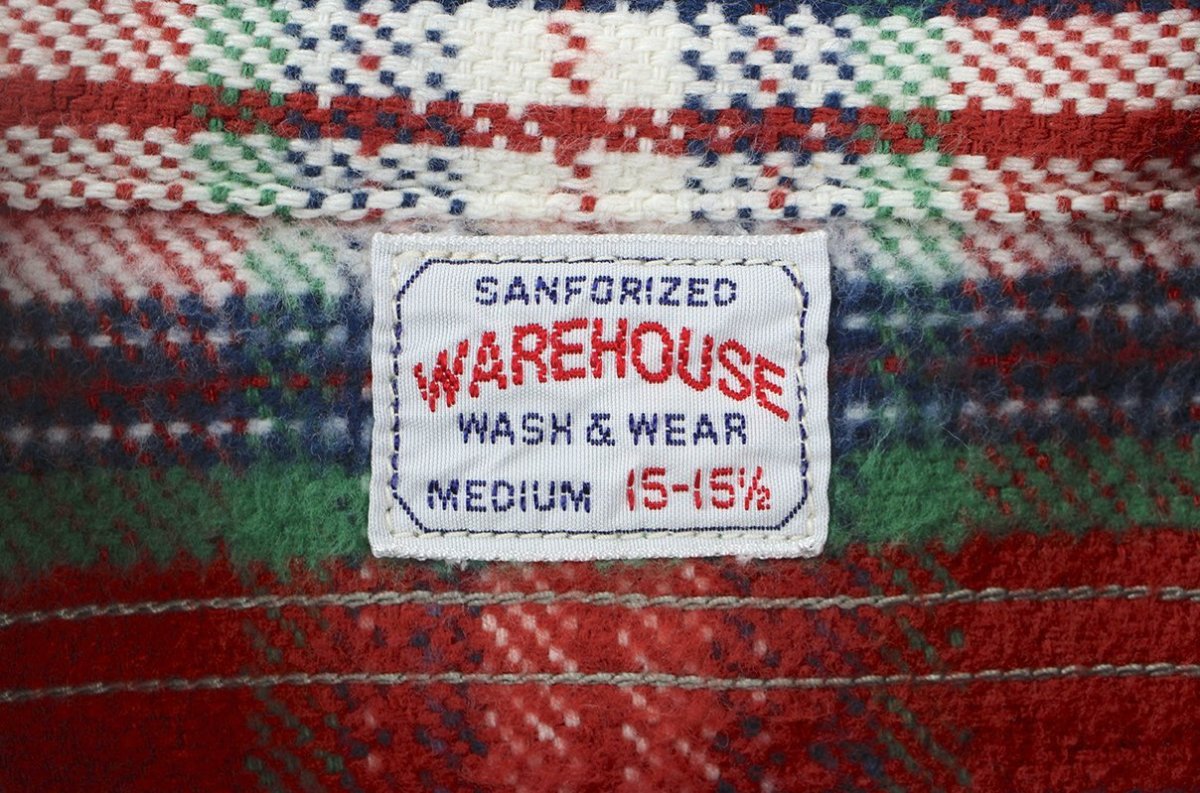 SANFORIZED
WAREHOUSE
WASH & WEAR
MEDIUM 15-15½